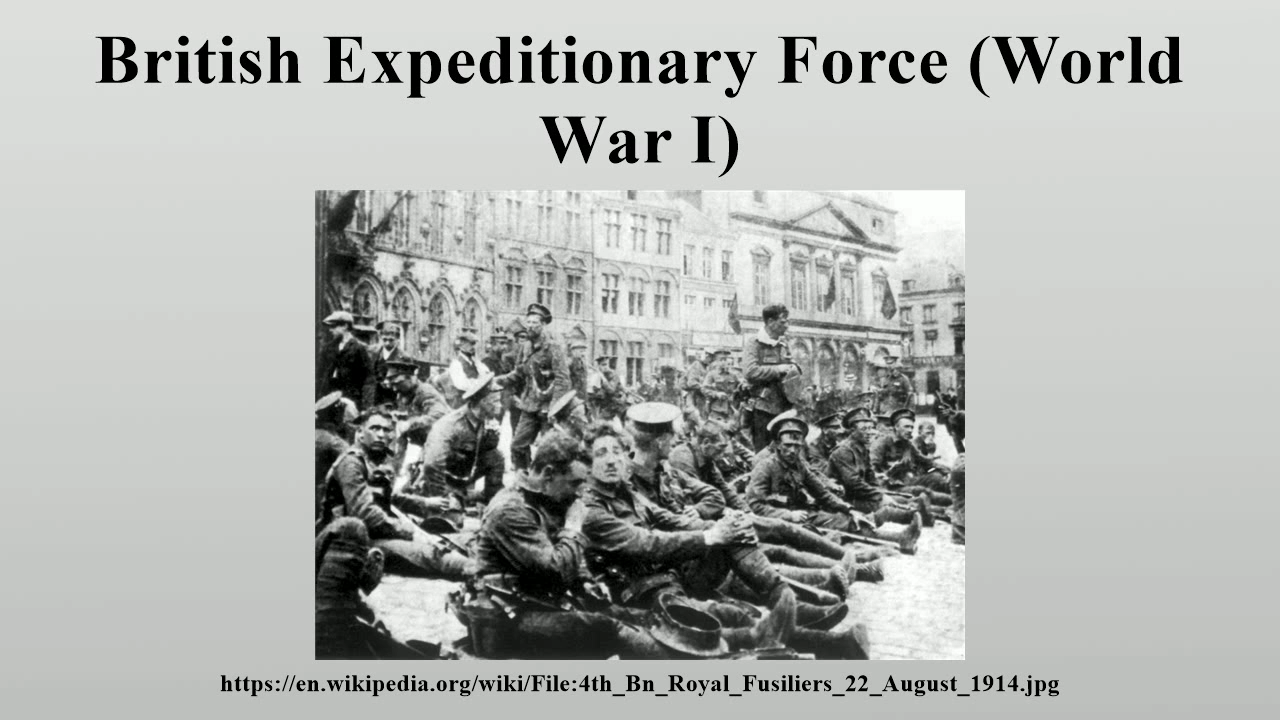 British Expeditionary Force (World
War I)
https://en.wikipedia.org/wiki/File:4th_Bn_Royal_Fusiliers_22_August_1914.jpg